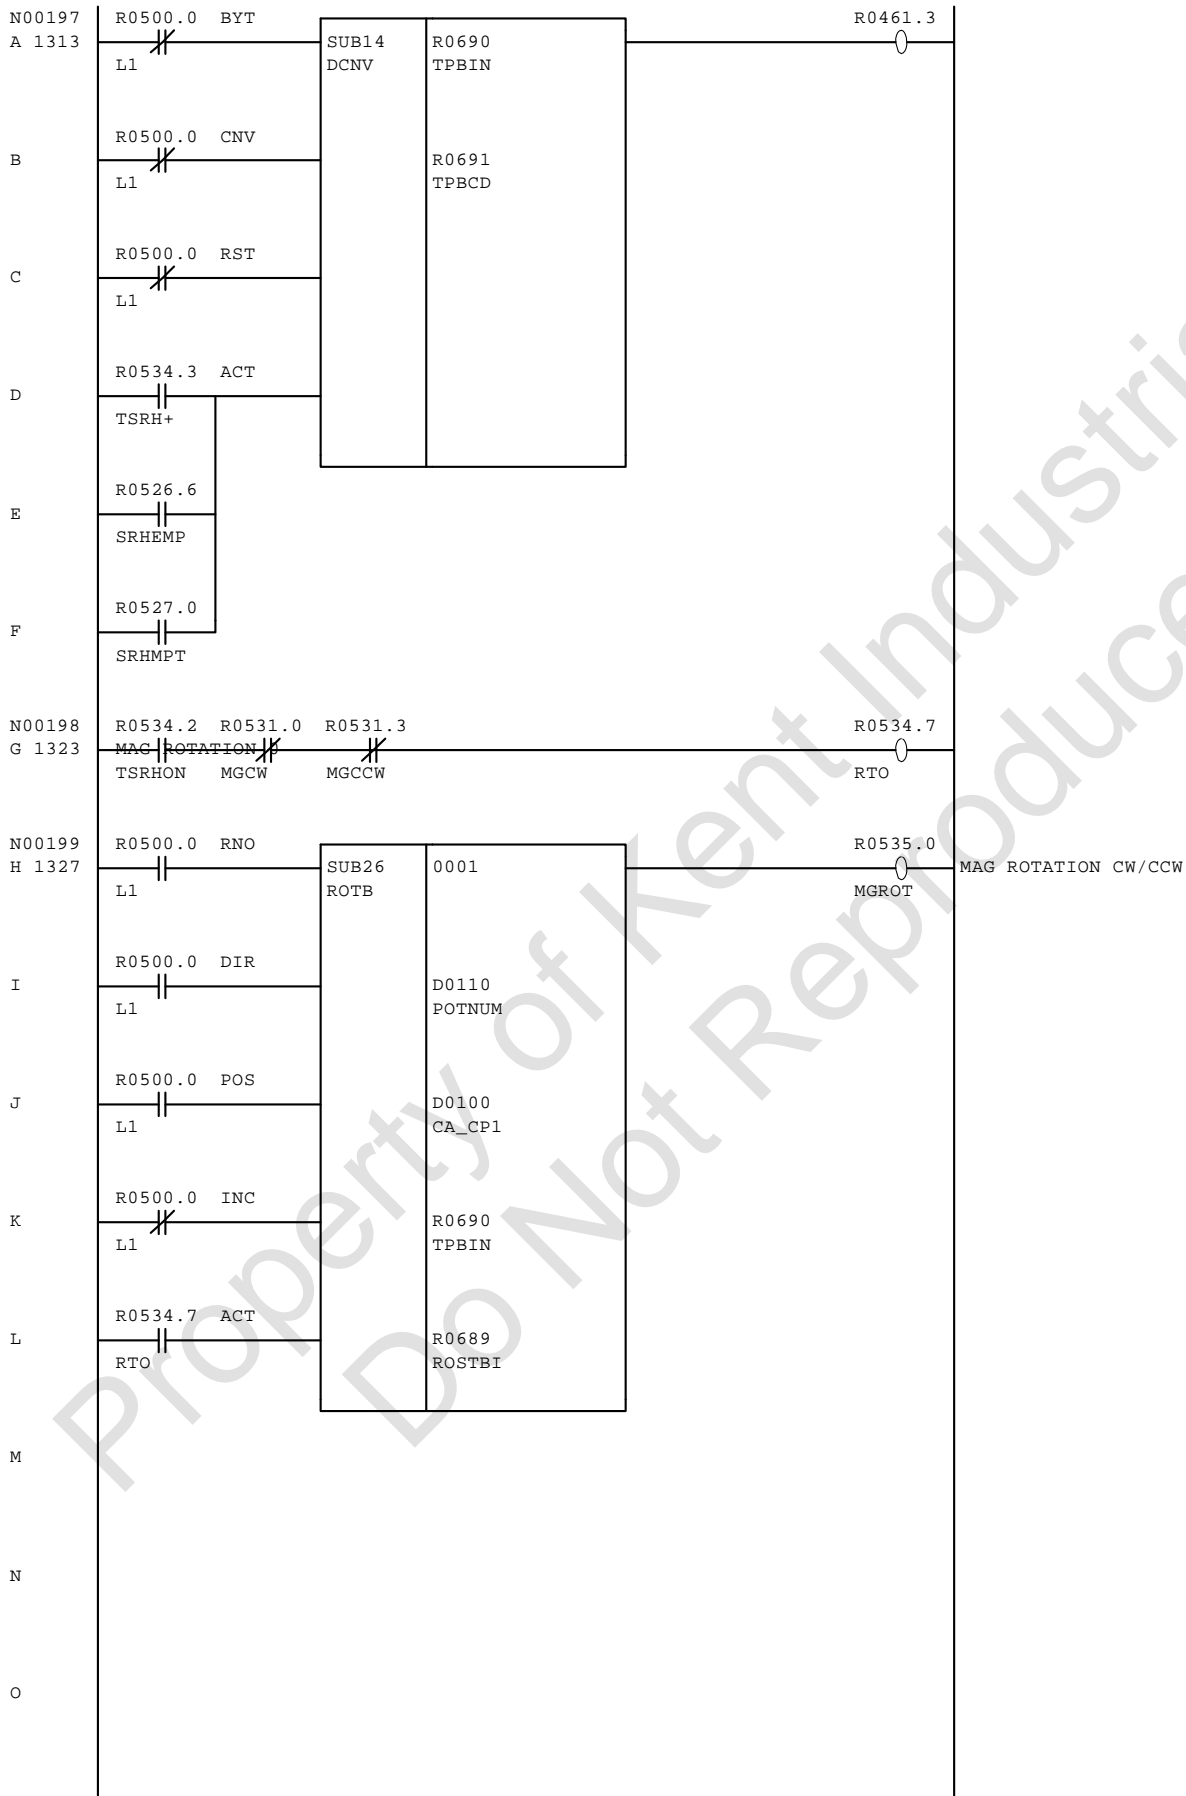 N00197 R0500.0 BYT R0461.3
A 1313 SUB14 R0690
L1 DCNV TPBIN
R0500.0 CNV
B R0691
L1 TPBCD
R0500.0 RST
C
L1
R0534.3 ACT
D
TSRH+
R0526.6
E
SRHEMP
R0527.0
F
SRHMPT
N00198 R0534.2 R0531.0 R0531.3 R0534.7
G 1323 MAG ROTATION
TSRHON MGCW MGCCW RTO
N00199 R0500.0 RNO R0535.0
H 1327 SUB26 0001 MAG ROTATION CW/CCW
L1 ROTB MGROT
R0500.0 DIR
I D0110
L1 POTNUM
R0500.0 POS
J D0100
L1 CA_CP1
R0500.0 INC
K R0690
L1 TPBIN
R0534.7 ACT
L R0689
RTO ROSTBI
M
N
O
Property of Kent
Do Not